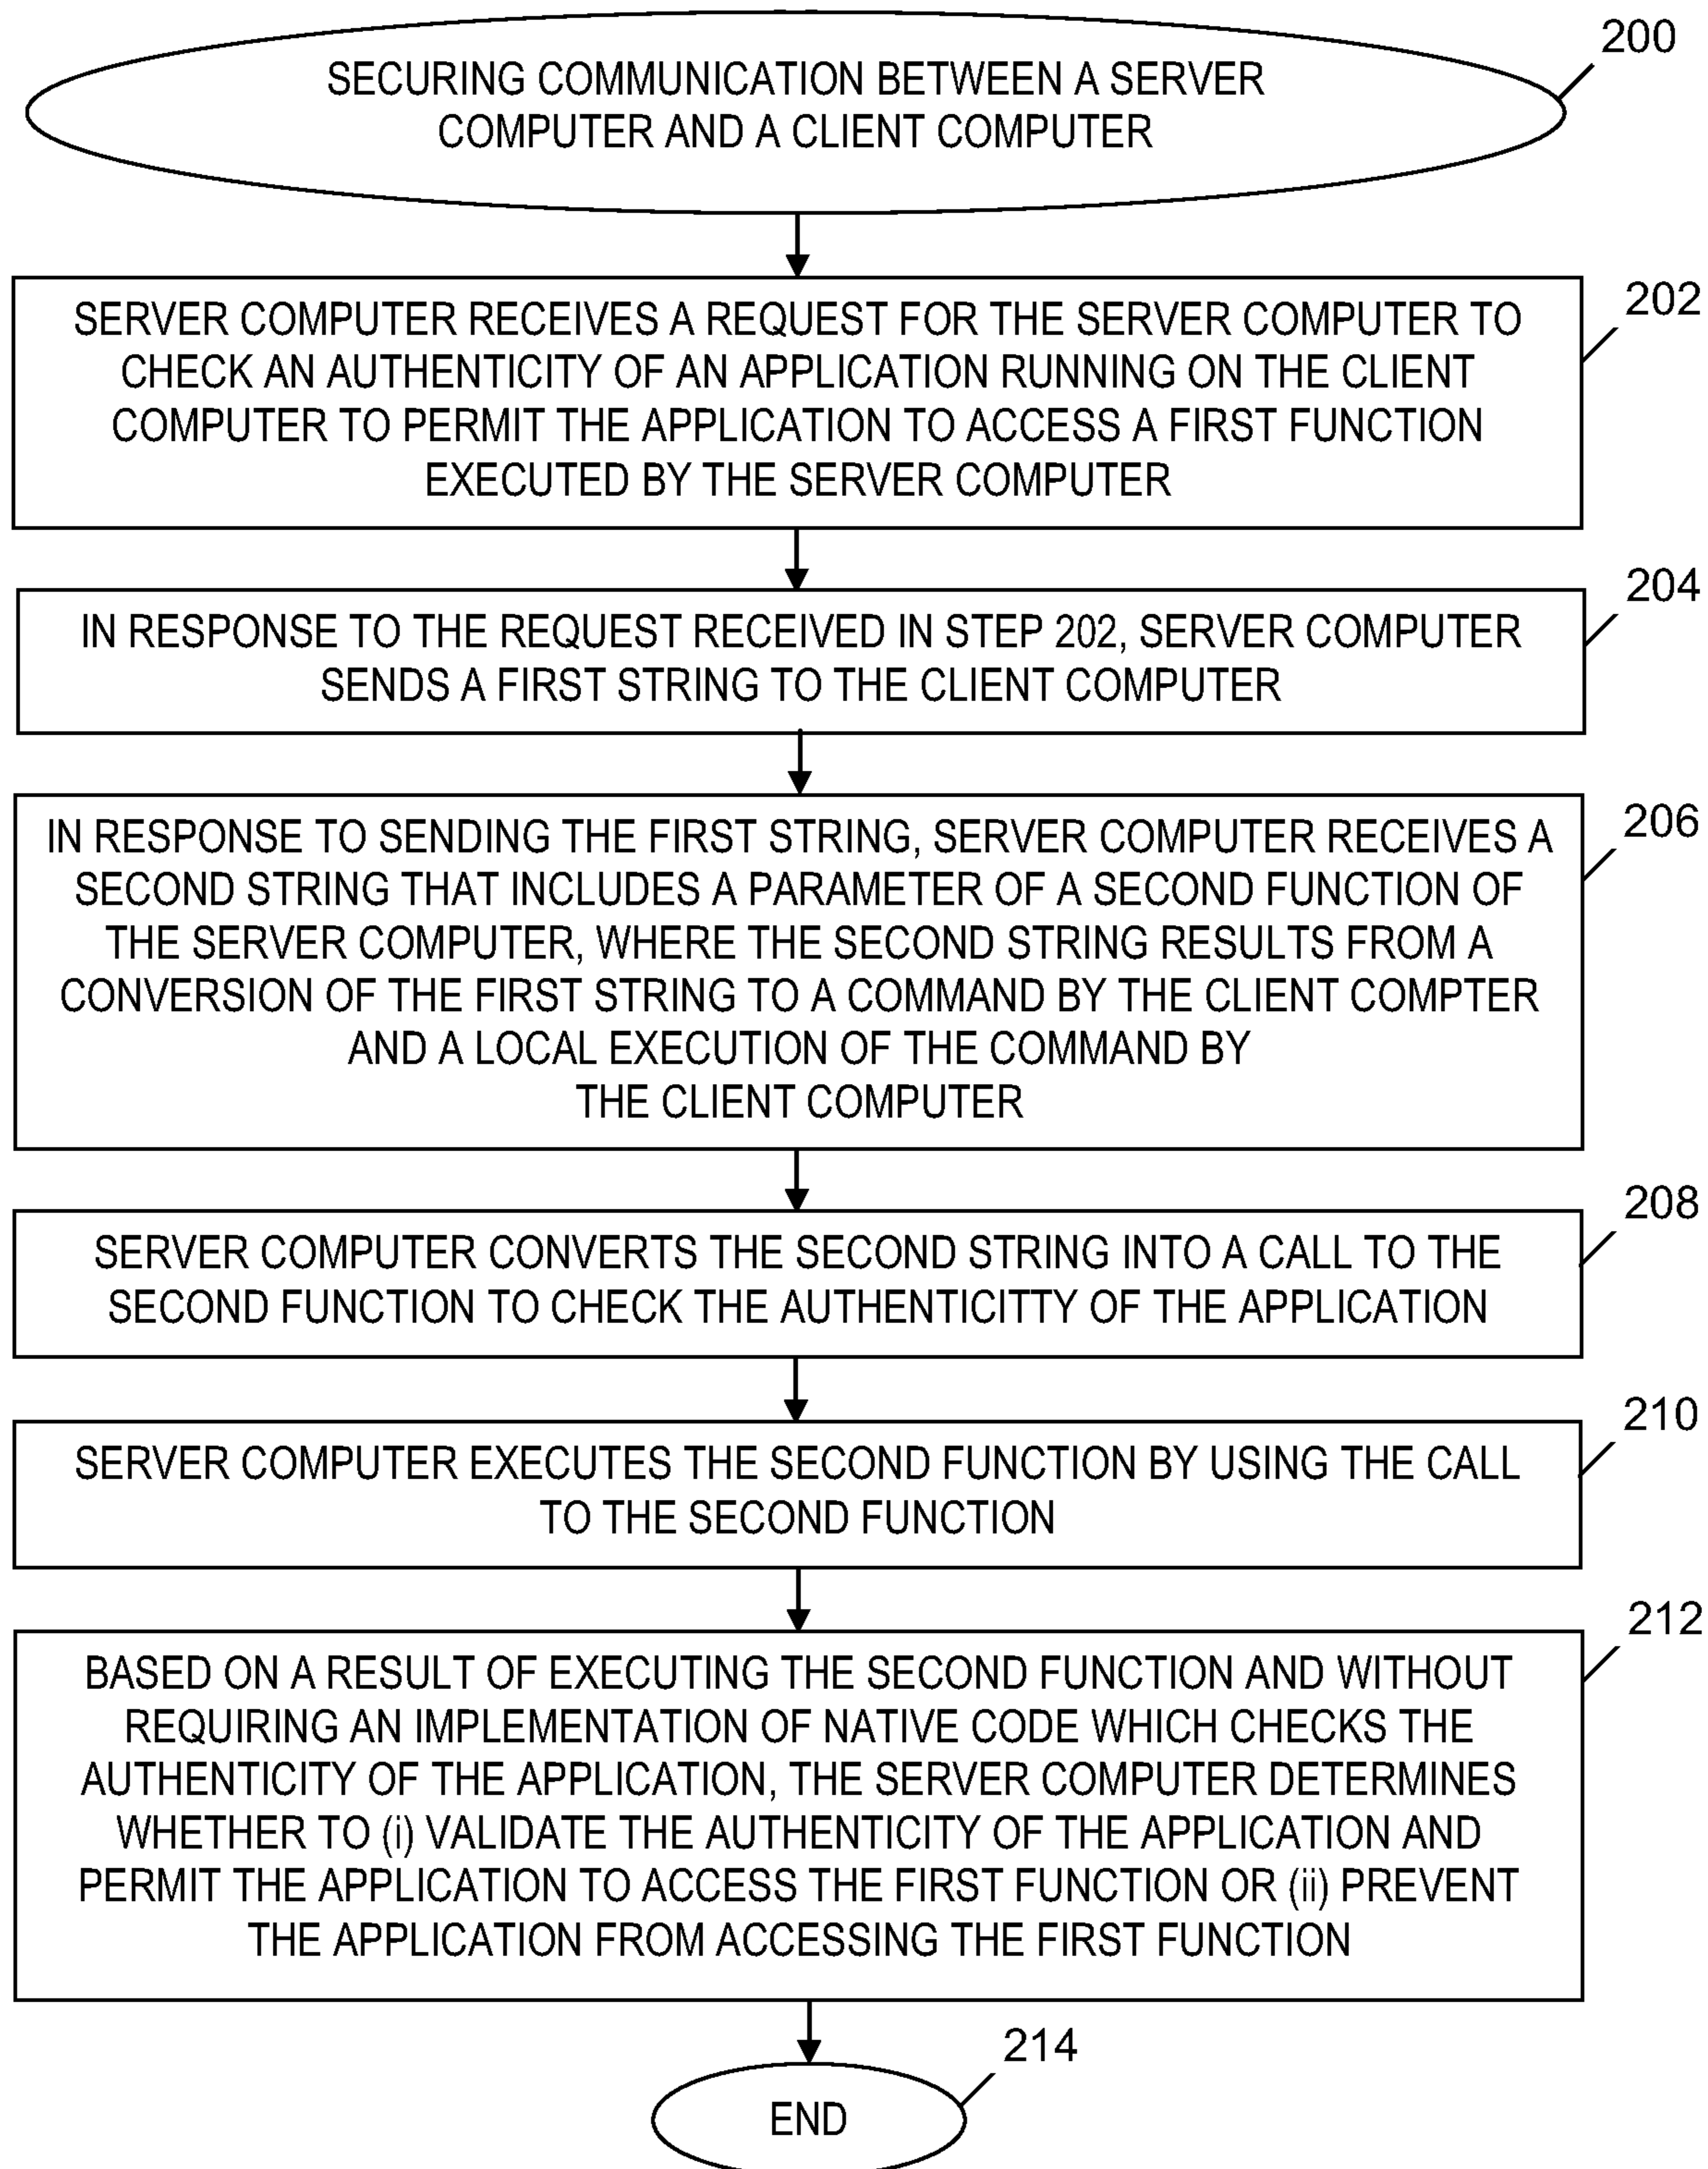 200
SECURING COMMUNICATION BETWEEN A SERVER
COMPUTER AND A CLIENT COMPUTER
202
SERVER COMPUTER RECEIVES A REQUEST FOR THE SERVER COMPUTER TO
CHECK AN AUTHENTICITY OF AN APPLICATION RUNNING ON THE CLIENT
COMPUTER TO PERMIT THE APPLICATION TO ACCESS A FIRST FUNCTION
EXECUTED BY THE SERVER COMPUTER
204
IN RESPONSE TO THE REQUEST RECEIVED IN STEP 202, SERVER COMPUTER
SENDS A FIRST STRING TO THE CLIENT COMPUTER
206
IN RESPONSE TO SENDING THE FIRST STRING, SERVER COMPUTER RECEIVES A
SECOND STRING THAT INCLUDES A PARAMETER OF A SECOND FUNCTION OF
THE SERVER COMPUTER, WHERE THE SECOND STRING RESULTS FROM A
CONVERSION OF THE FIRST STRING TO A COMMAND BY THE CLIENT COMPTER
AND A LOCAL EXECUTION OF THE COMMAND BY
THE CLIENT COMPUTER
208
SERVER COMPUTER CONVERTS THE SECOND STRING INTO A CALL TO THE
SECOND FUNCTION TO CHECK THE AUTHENTICITTY OF THE APPLICATION
210
SERVER COMPUTER EXECUTES THE SECOND FUNCTION BY USING THE CALL
TO THE SECOND FUNCTION
212
BASED ON A RESULT OF EXECUTING THE SECOND FUNCTION AND WITHOUT
REQUIRING AN IMPLEMENTATION OF NATIVE CODE WHICH CHECKS THE
AUTHENTICITY OF THE APPLICATION, THE SERVER COMPUTER DETERMINES
WHETHER TO (i) VALIDATE THE AUTHENTICITY OF THE APPLICATION AND
PERMIT THE APPLICATION TO ACCESS THE FIRST FUNCTION OR (ii) PREVENT
THE APPLICATION FROM ACCESSING THE FIRST FUNCTION
214
END